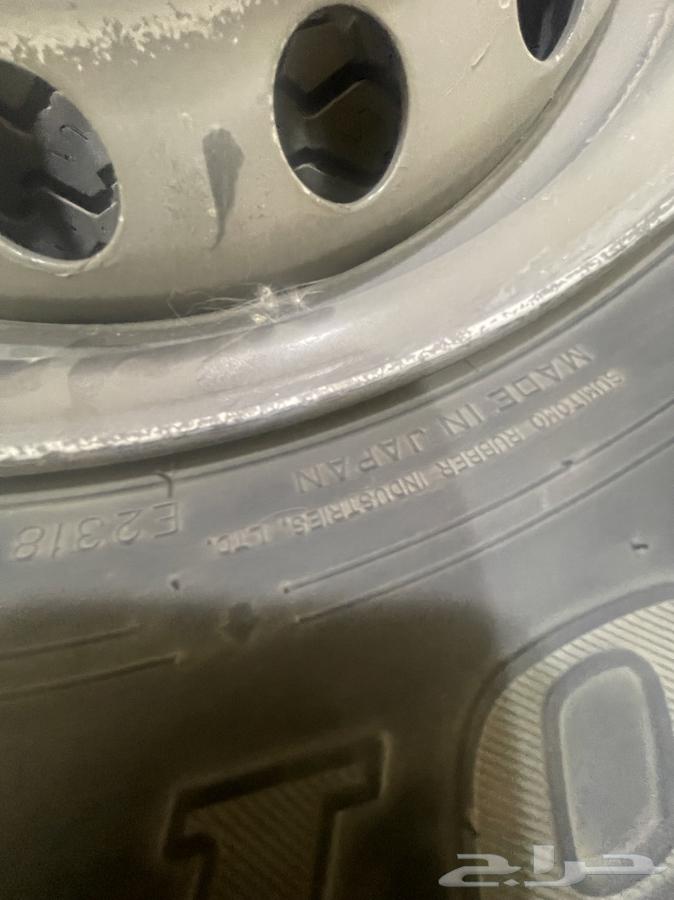 SUMITOMO RUBBER INDUSTRIES, LTD.
MADE IN JAPAN
E2318
حراج